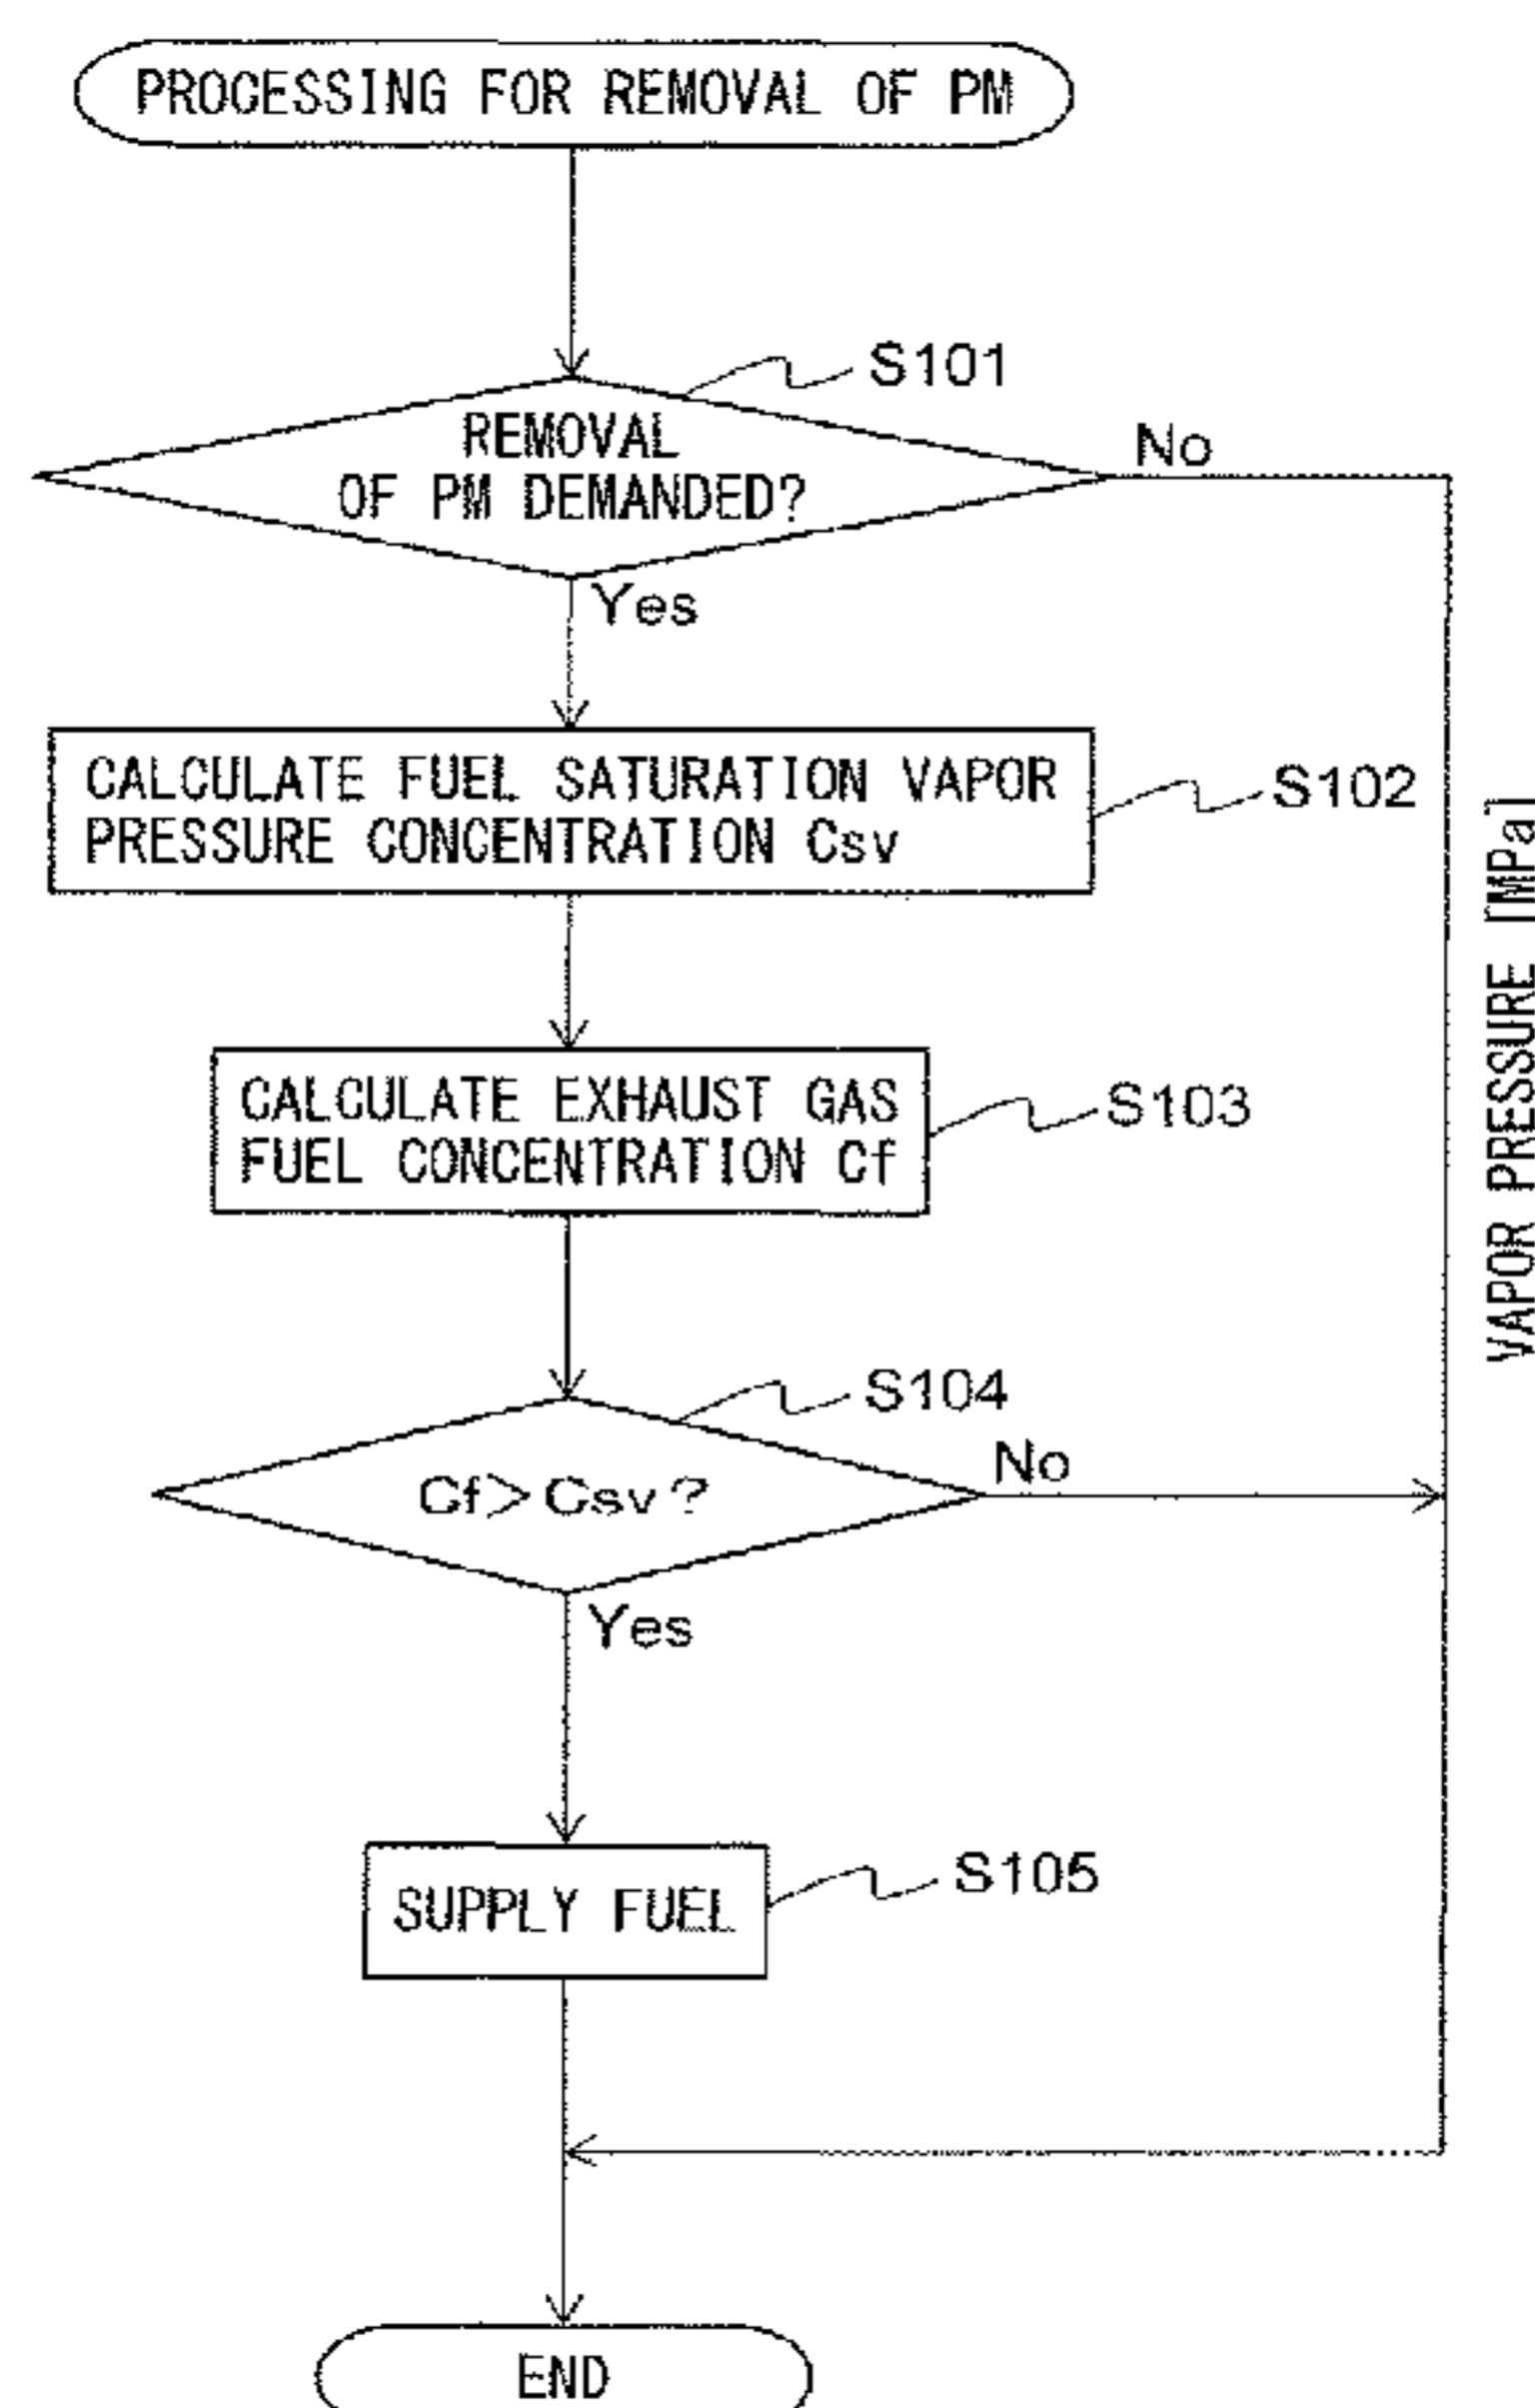 PROCESSING FOR REMOVAL OF PM
S101
REMOVAL
OF PM DEMANDED?
No
Yes
CALCULATE FUEL SATURATION VAPOR
PRESSURE CONCENTRATION Csv
S102
CALCULATE EXHAUST GAS
FUEL CONCENTRATION Cf
S103
S104
Cf>Csv?
No
Yes
SUPPLY FUEL
S105
END
VAPOR PRESSURE [MPa]